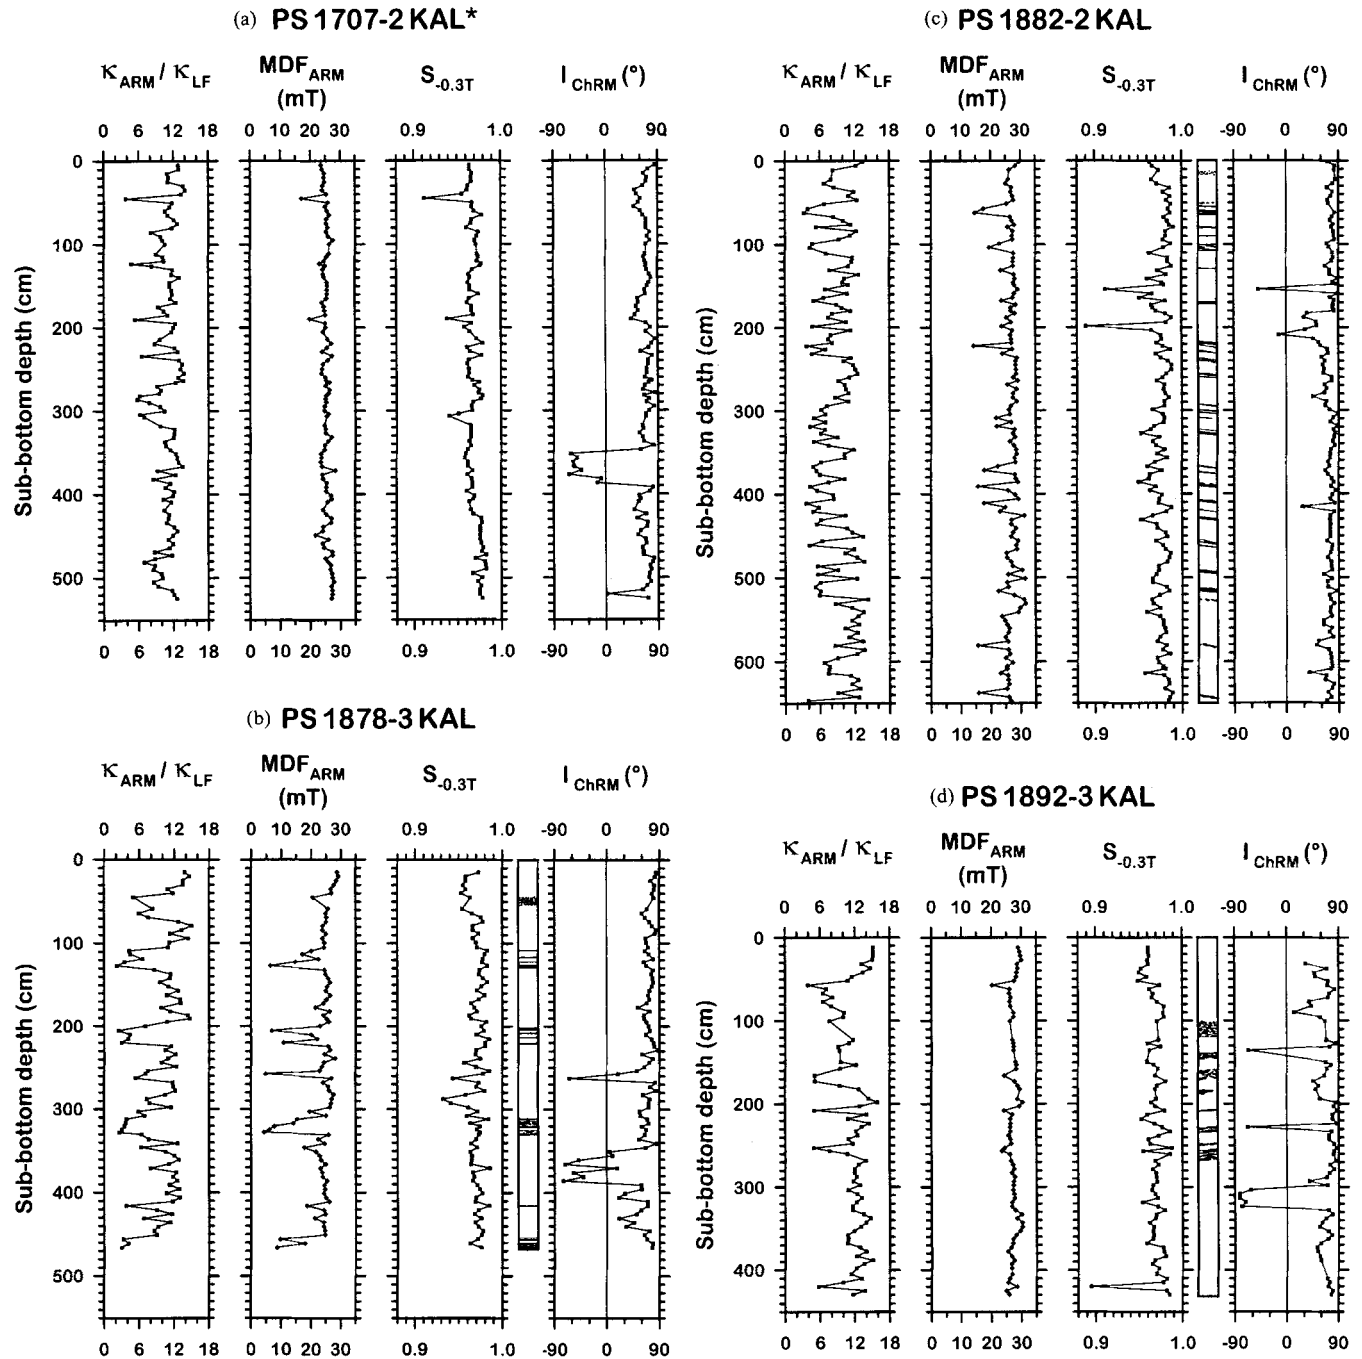 (a) PS 1707-2 KAL*
κARM / κLF MDFARM (mT) S-0.3T IChRM (°)
0 6 12 18 0 10 20 30 0.9 1.0 -90 0 90
Sub-bottom depth (cm)
0
100
200
300
400
500
0 6 12 18 0 10 20 30 0.9 1.0 -90 0 90
(b) PS 1878-3 KAL
κARM / κLF MDFARM (mT) S-0.3T IChRM (°)
0 6 12 18 0 10 20 30 0.9 1.0 -90 0 90
Sub-bottom depth (cm)
0
100
200
300
400
500
0 6 12 18 0 10 20 30 0.9 1.0 -90 0 90
(c) PS 1882-2 KAL
κARM / κLF MDFARM (mT) S-0.3T IChRM (°)
0 6 12 18 0 10 20 30 0.9 1.0 -90 0 90
Sub-bottom depth (cm)
0
100
200
300
400
500
600
0 6 12 18 0 10 20 30 0.9 1.0 -90 0 90
(d) PS 1892-3 KAL
κARM / κLF MDFARM (mT) S-0.3T IChRM (°)
0 6 12 18 0 10 20 30 0.9 1.0 -90 0 90
Sub-bottom depth (cm)
0
100
200
300
400
0 6 12 18 0 10 20 30 0.9 1.0 -90 0 90